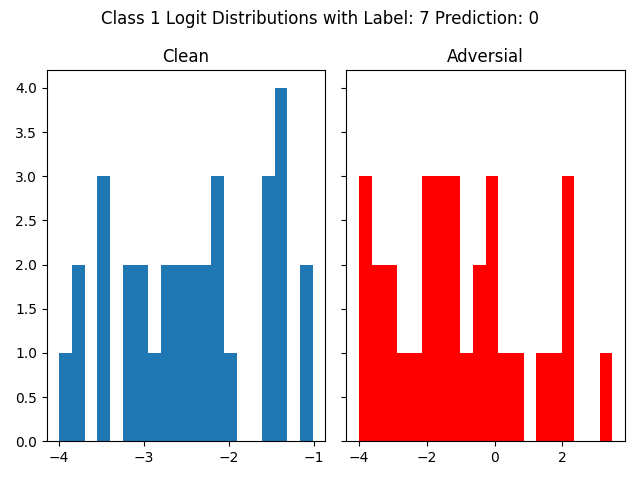 Class 1 Logit Distributions with Label: 7 Prediction: 0
Clean
Adversial
4.0
3.5
3.0
2.5
2.0
1.5
1.0
0.5
0.0
−4 −3 −2 −1
−4 −2 0 2